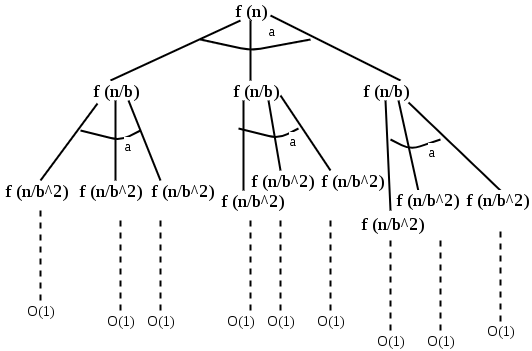 f (n)
a
f (n/b) f (n/b) f (n/b)
a a a
f (n/b^2) f (n/b^2) f (n/b^2) f (n/b^2) f (n/b^2) f (n/b^2) f (n/b^2) f (n/b^2) f (n/b^2)
O(1) O(1) O(1) O(1) O(1) O(1) O(1) O(1) O(1)